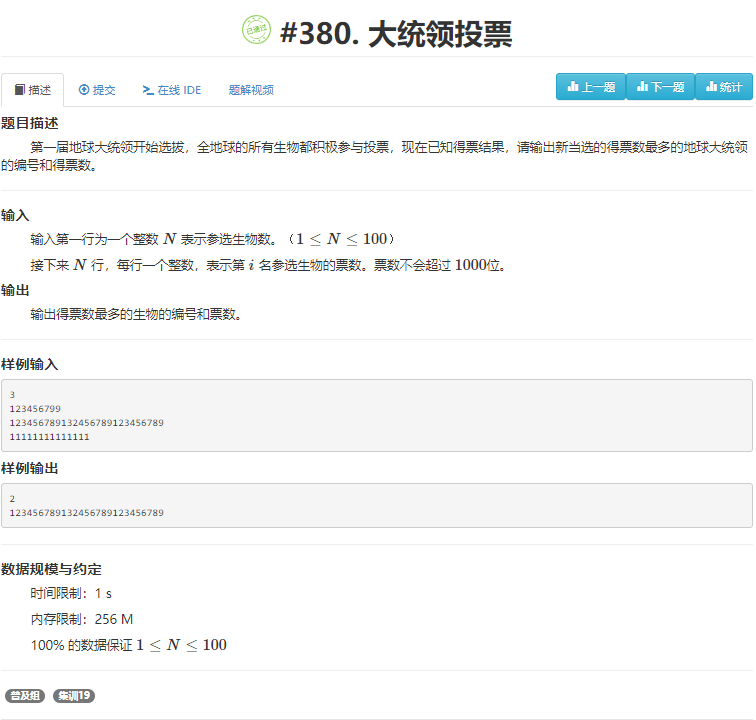 已通过
#380. 大统领投票
描述 提交 在线 IDE 题解视频 上一题 下一题 统计
题目描述
第一届地球大统领开始选拔，全地球的所有生物都积极参与投票，现在已知得票结果，请输出新当选的得票数最多的地球大统领
的编号和得票数。
输入
输入第一行为一个整数 N 表示参选生物数。（1 ≤ N ≤ 100）
接下来 N 行，每行一个整数，表示第 i 名参选生物的票数。票数不会超过 1000位。
输出
输出得票数最多的生物的编号和票数。
样例输入
3
123456799
123456789132456789123456789
11111111111111
样例输出
2
123456789132456789123456789
数据规模与约定
时间限制：1 s
内存限制：256 M
100% 的数据保证 1 ≤ N ≤ 100
普及组 集训19